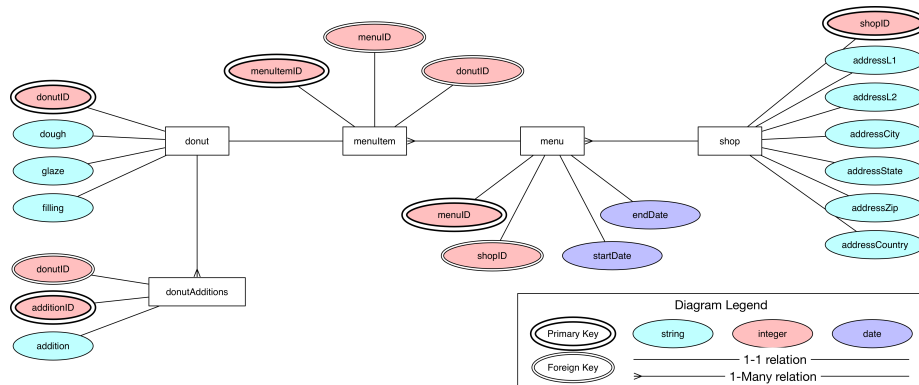 shopID
menuID
addressL1
menuItemID
donutID
donutID
addressL2
dough
donut
menuItem
menu
shop
addressCity
glaze
addressState
filling
menuID
endDate
addressZip
shopID
startDate
addressCountry
donutID
additionID
donutAdditions
addition
Diagram Legend
Primary Key
string
integer
date
1-1 relation
Foreign Key
1-Many relation